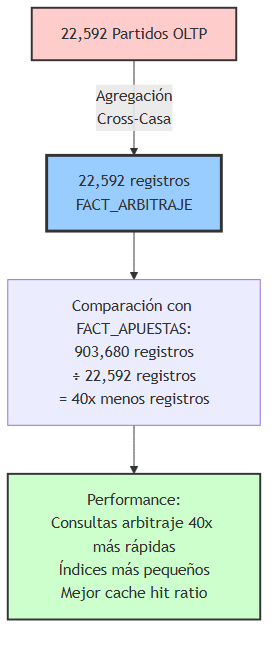 22,592 Partidos OLTP
Agregación
Cross-Casa
22,592 registros
FACT_ARBITRAJE
Comparación con
FACT_APUESTAS:
903,680 registros
÷ 22,592 registros
= 40x menos registros
Performance:
Consultas arbitraje 40x
más rápidas
Índices más pequeños
Mejor cache hit ratio